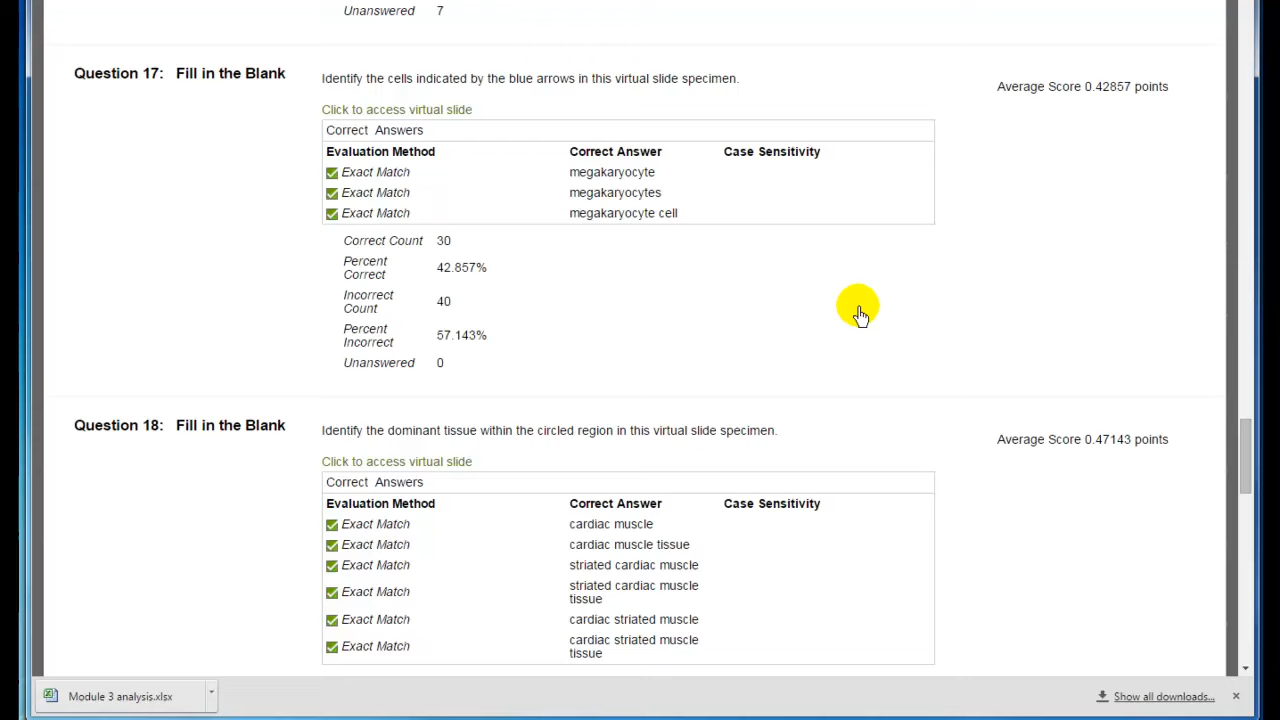 Unanswered 7
Question 17: Fill in the Blank
Identify the cells indicated by the blue arrows in this virtual slide specimen.
Average Score 0.42857 points
Click to access virtual slide
Correct Answers
Evaluation Method Correct Answer Case Sensitivity
Exact Match megakaryocyte
Exact Match megakaryocytes
Exact Match megakaryocyte cell
Correct Count 30
Percent
Correct 42.857%
Incorrect
Count 40
Percent
Incorrect 57.143%
Unanswered 0
Question 18: Fill in the Blank
Identify the dominant tissue within the circled region in this virtual slide specimen.
Average Score 0.47143 points
Click to access virtual slide
Correct Answers
Evaluation Method Correct Answer Case Sensitivity
Exact Match cardiac muscle
Exact Match cardiac muscle tissue
Exact Match striated cardiac muscle
Exact Match striated cardiac muscle
tissue
Exact Match cardiac striated muscle
Exact Match cardiac striated muscle
tissue
Module 3 analysis.xlsx
Show all downloads...